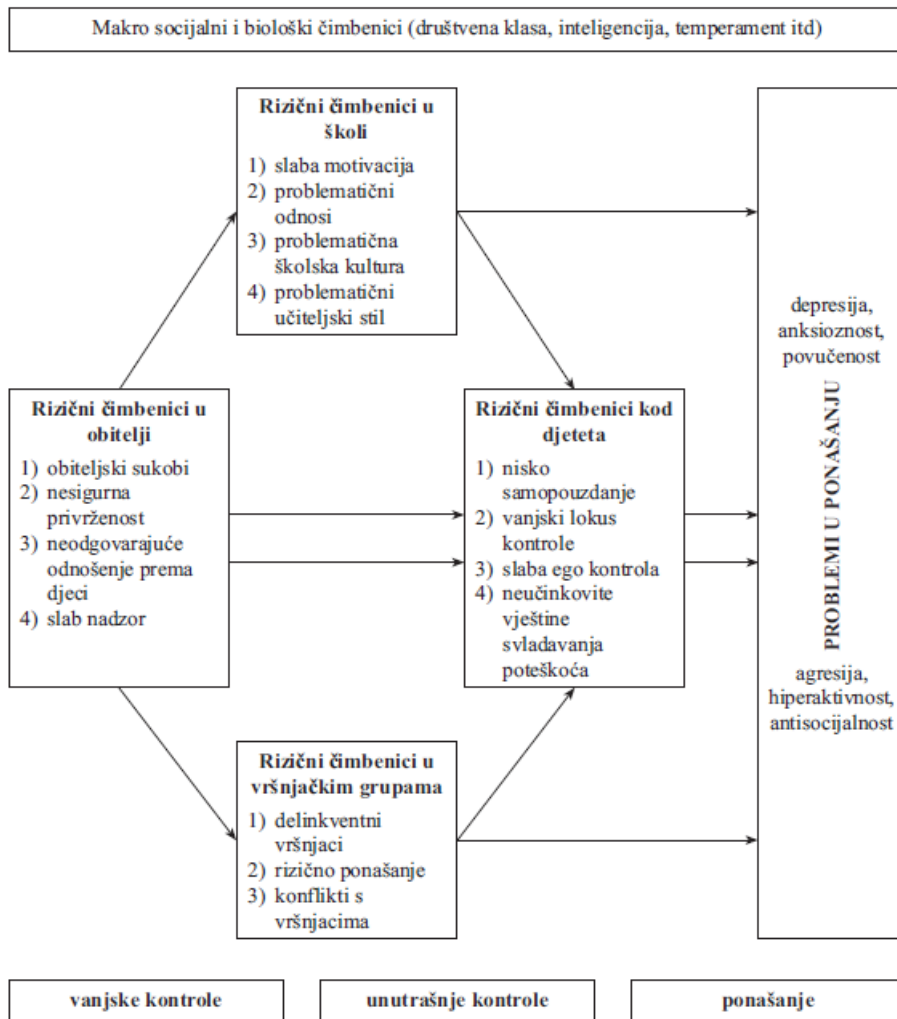 Makro socijalni i biološki čimbenici (društvena klasa, inteligencija, temperament itd)
Rizični čimbenici u
školi
1) slaba motivacija
2) problematični
odnosi
3) problematična
školska kultura
4) problematični
učiteljski stil
Rizični čimbenici u
obitelji
1) obiteljski sukobi
2) nesigurna
privrženost
3) neodgovarajuće
odnošenje prema
djeci
4) slab nadzor
Rizični čimbenici kod
djeteta
1) nisko
samopouzdanje
2) vanjski lokus
kontrole
3) slaba ego kontrola
4) neučinkovite
vještine
svladavanja
poteškoća
Rizični čimbenici u
vršnjačkim grupama
1) delinkventni
vršnjaci
2) rizično ponašanje
3) konflikti s
vršnjacima
depresija,
anksioznost,
povučenost
PROBLEMI U PONAŠANJU
agresija,
hiperaktivnost,
antisocijalnost
vanjske kontrole
unutrašnje kontrole
ponašanje